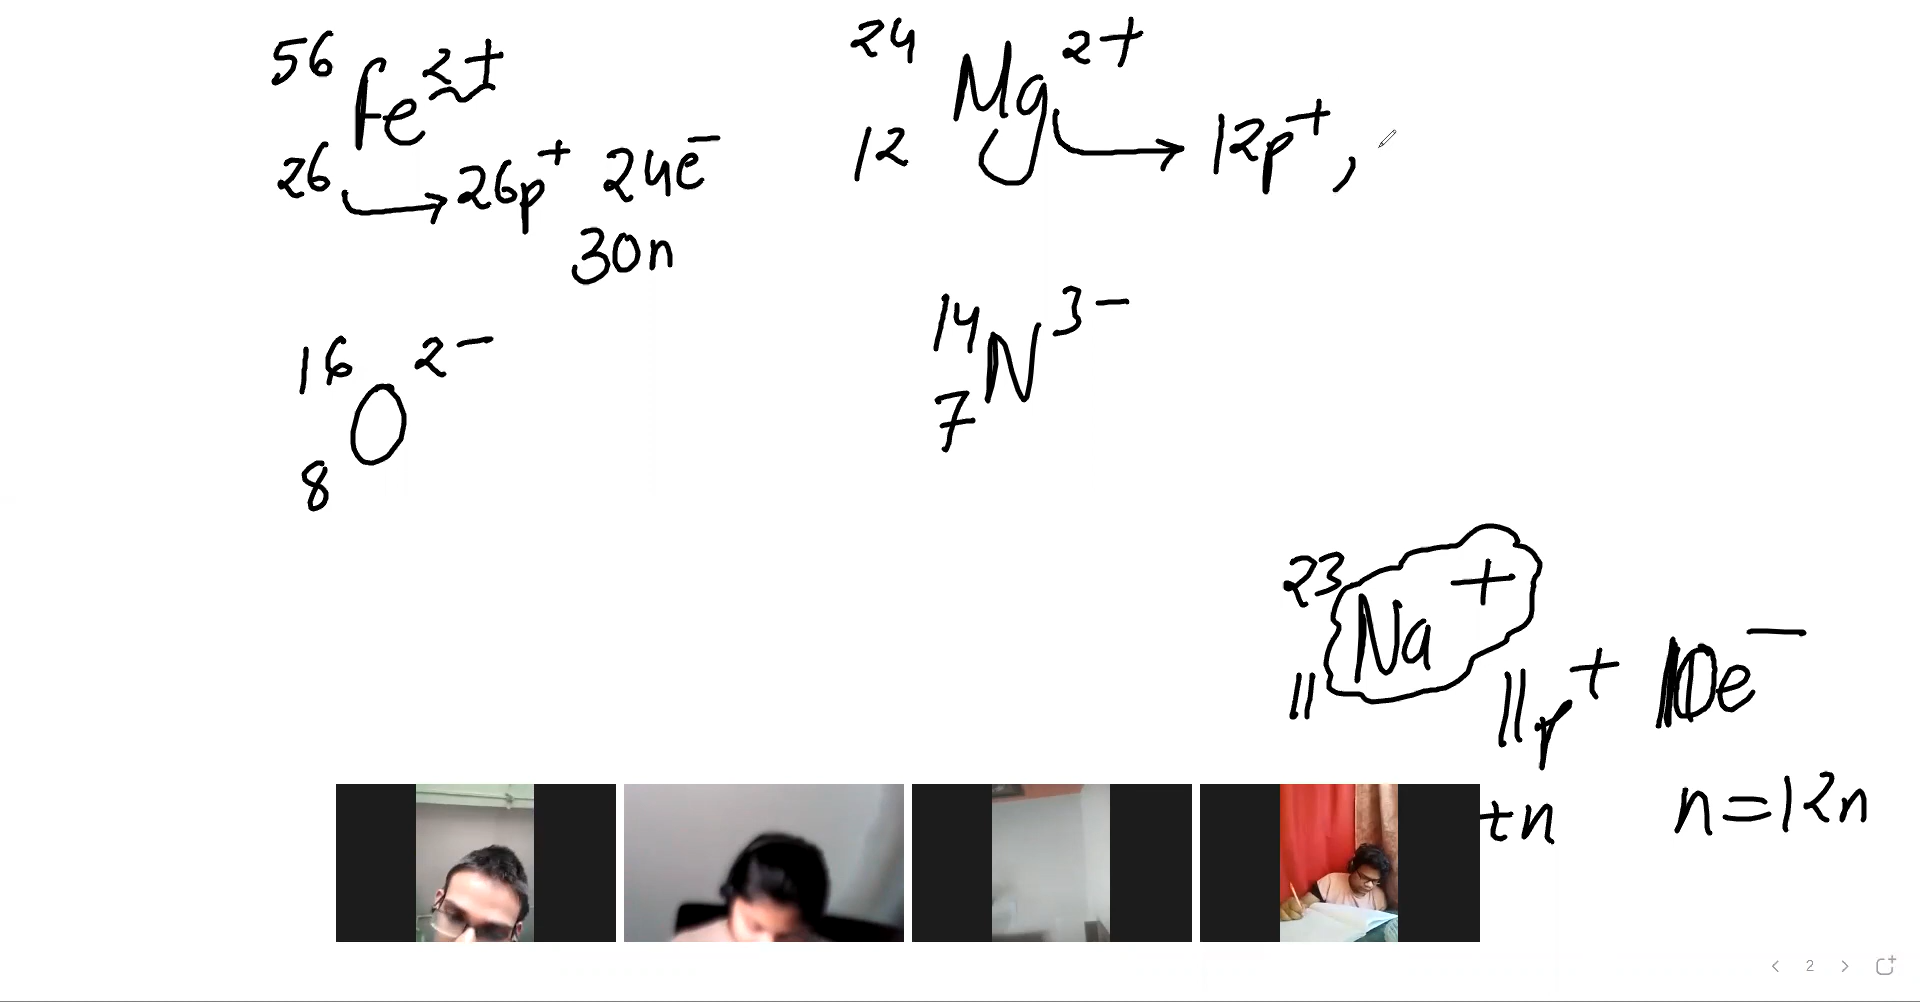 56 Fe 2+
26 → 26p+ 24e−
30n
24 Mg 2+
12 → 12p+,
16 O 2−
8
14 N 3−
7
23 Na +
11
11p+ 10e−
+n n=12n
2